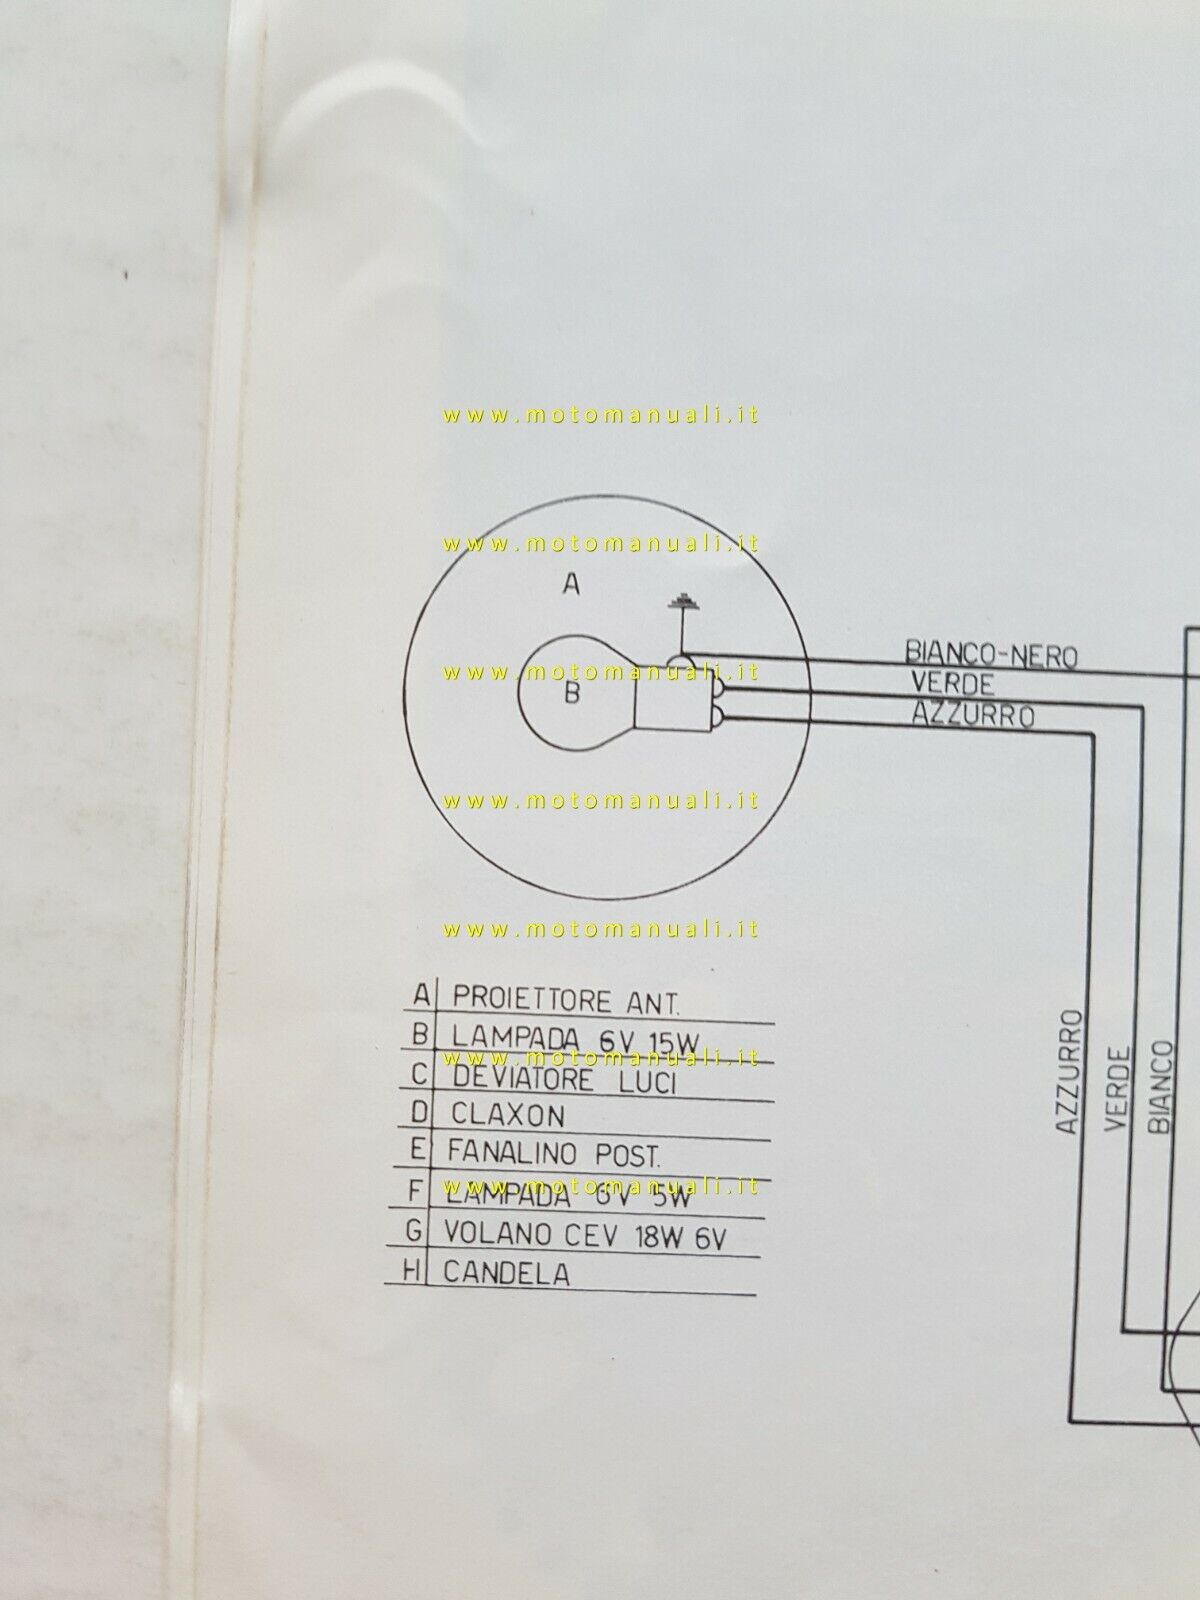 www.motomanuali.it
www.motomanuali.it
A
BIANCO-NERO
www.motomanuali.it
B
VERDE
AZZURRO
www.motomanuali.it
www.motomanuali.it
A PROIETTORE ANT.
B LAMPADA 6V 15W
www.motomanuali.it
C DEVIATORE LUCI
D CLAXON
E FANALINO POST.
F LAMPADA 6V 5W
www.motomanuali.it
G VOLANO CEV 18W 6V
H CANDELA
AZZURRO
VERDE
BIANCO